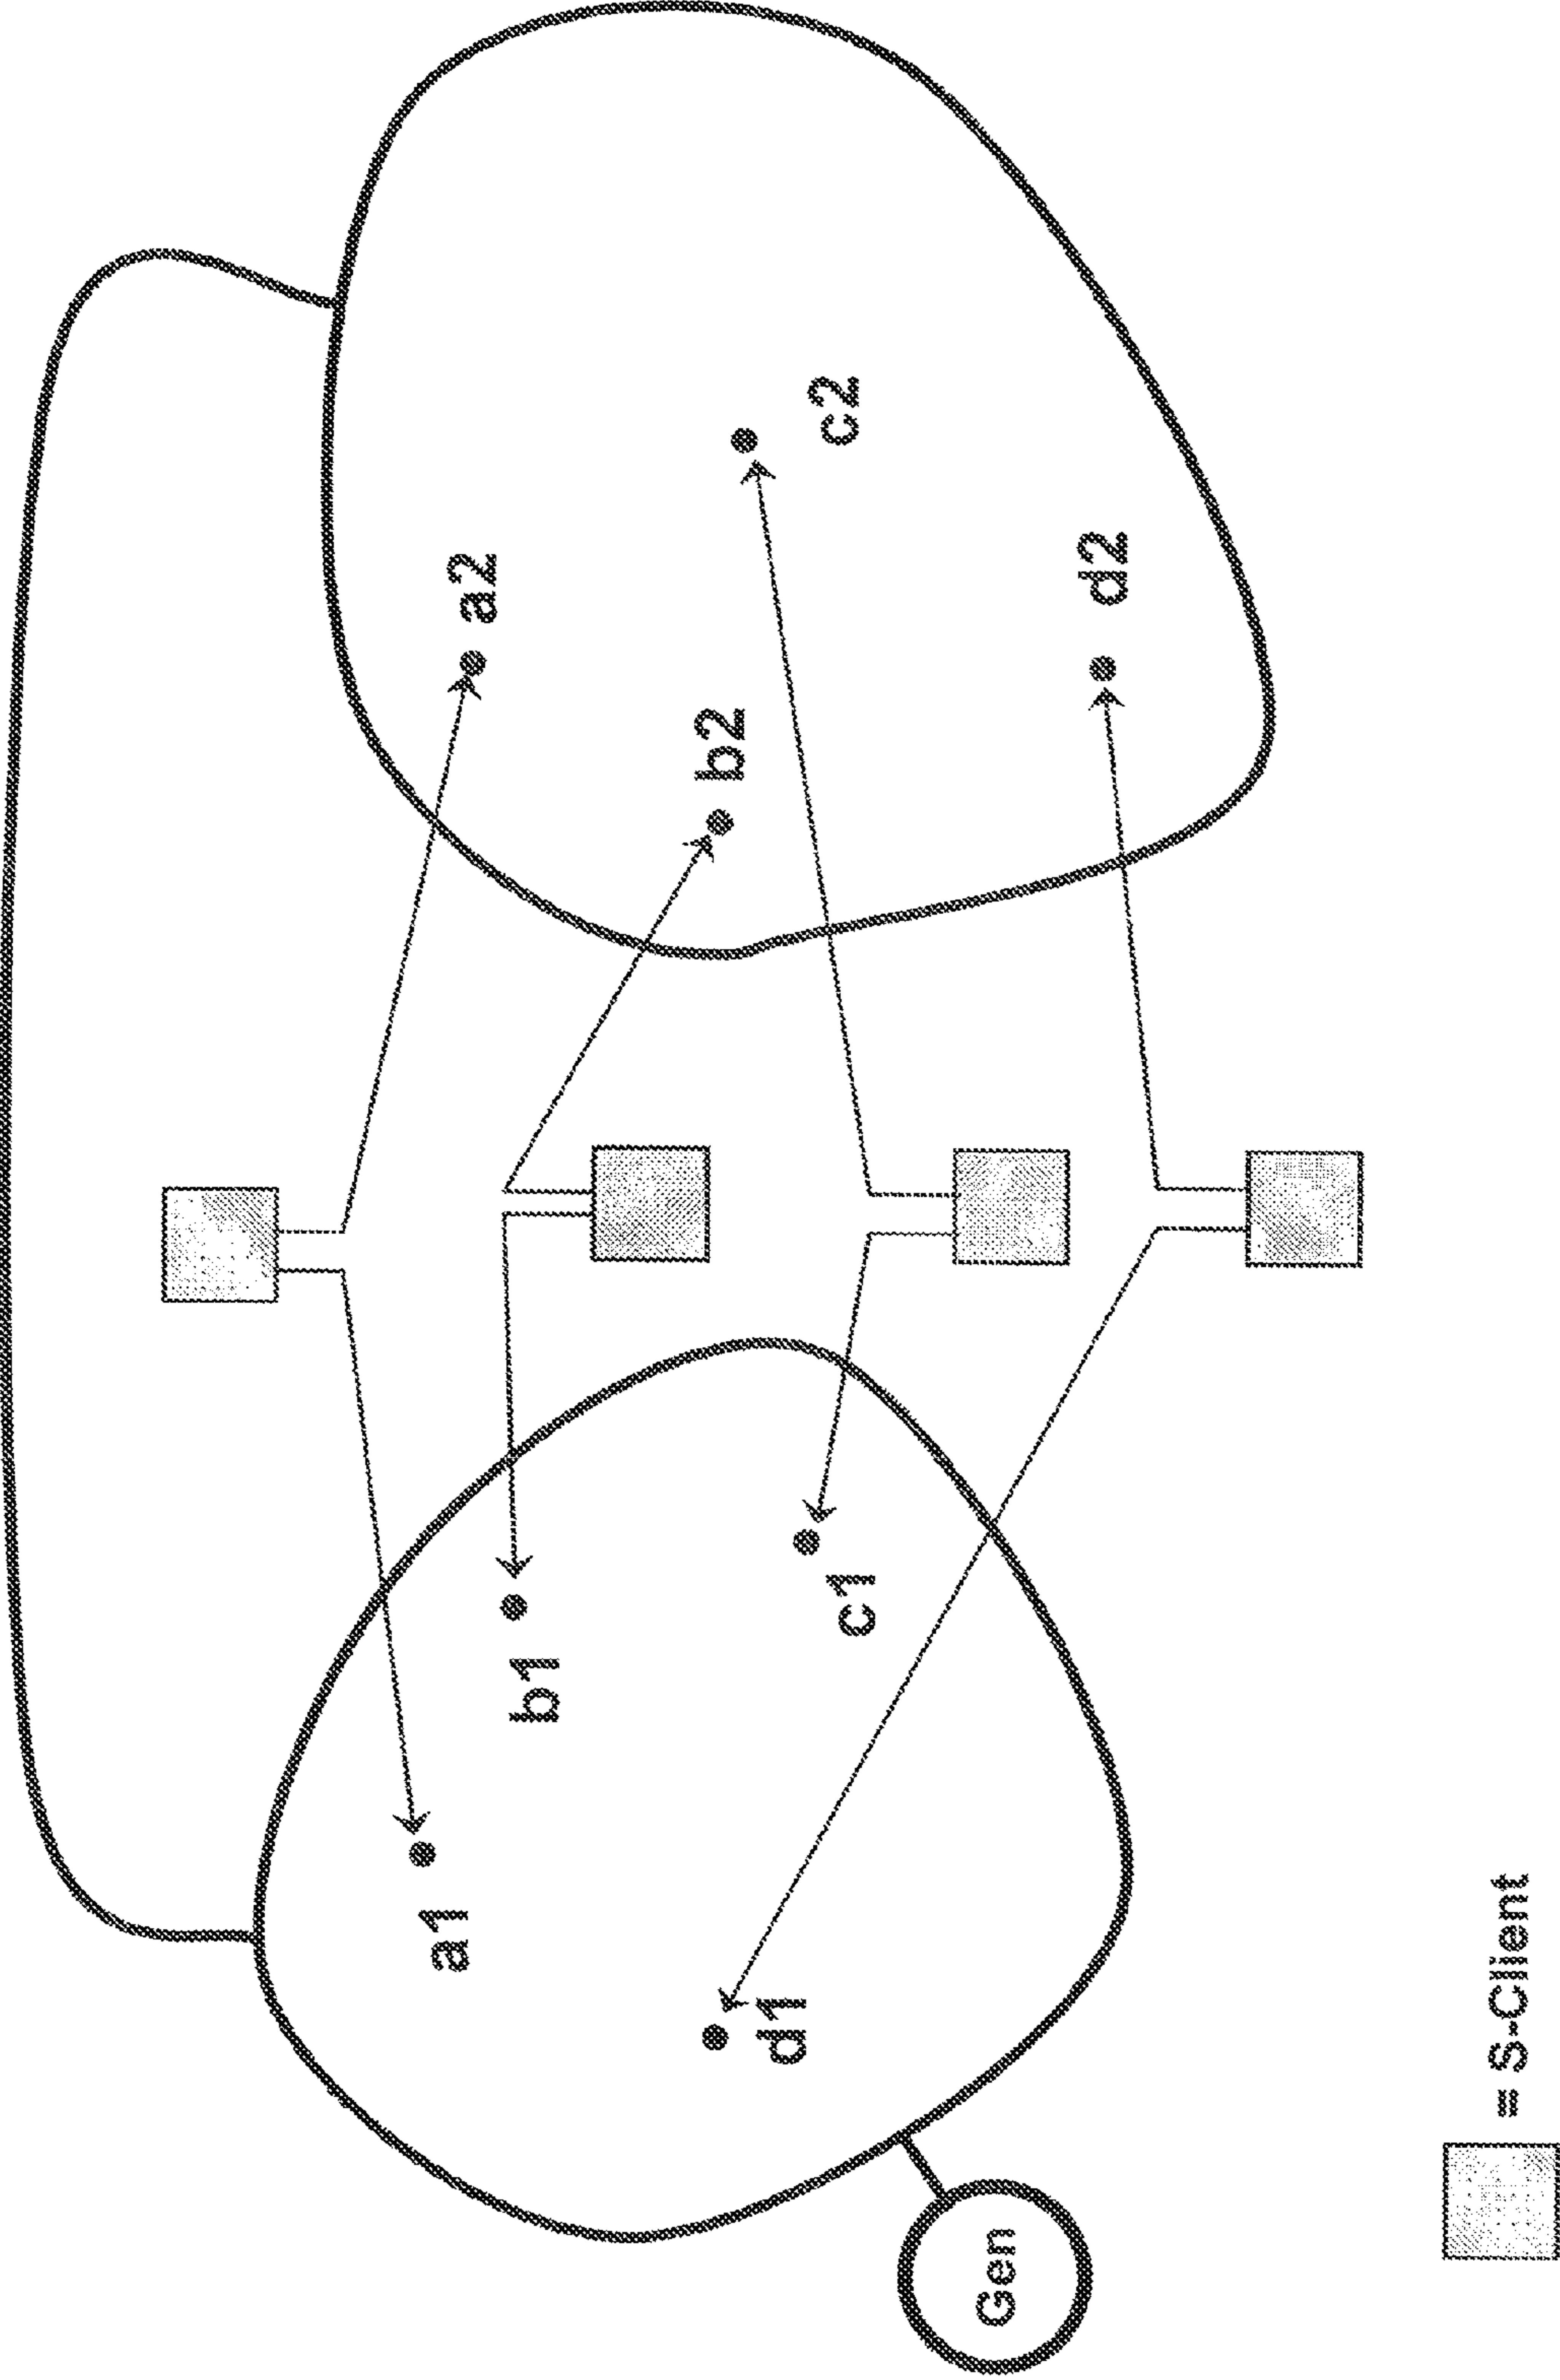 a1
b1
c1
d1
a2
b2
c2
d2
Gen
= S-Client